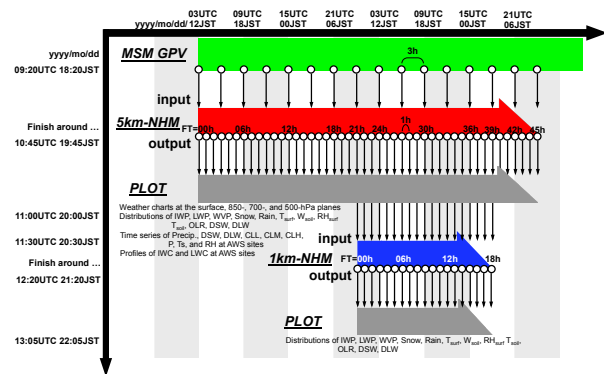 03UTC 09UTC 15UTC 21UTC 03UTC 09UTC 15UTC 21UTC
yyyy/mo/dd/ 12JST 18JST 00JST 06JST 12JST 18JST 00JST 06JST
yyyy/mo/dd
MSM GPV
3h
09:20UTC 18:20JST
input
Finish around ...
5km-NHM
FT=00h 06h 12h 18h 21h 24h 1h 30h 36h 39h 42h 45h
10:45UTC 19:45JST
output
PLOT
Weather charts at the surface, 850-, 700-, and 500-hPa planes
Distributions of IWP, LWP, WVP, Snow, Rain, Tsurf, Wsoil, RHsurf
Tsoil, OLR, DSW, DLW
11:00UTC 20:00JST
Time series of Precip., DSW, DLW, CLL, CLM, CLH,
P, Ts, and RH at AWS sites
Profiles of IWC and LWC at AWS sites
11:30UTC 20:30JST
input
Finish around ...
1km-NHM
FT=00h 06h 12h 18h
12:20UTC 21:20JST
output
PLOT
13:05UTC 22:05JST
Distributions of IWP, LWP, WVP, Snow, Rain, Tsurf, Wsoil, RHsurf Tsoil,
OLR, DSW, DLW